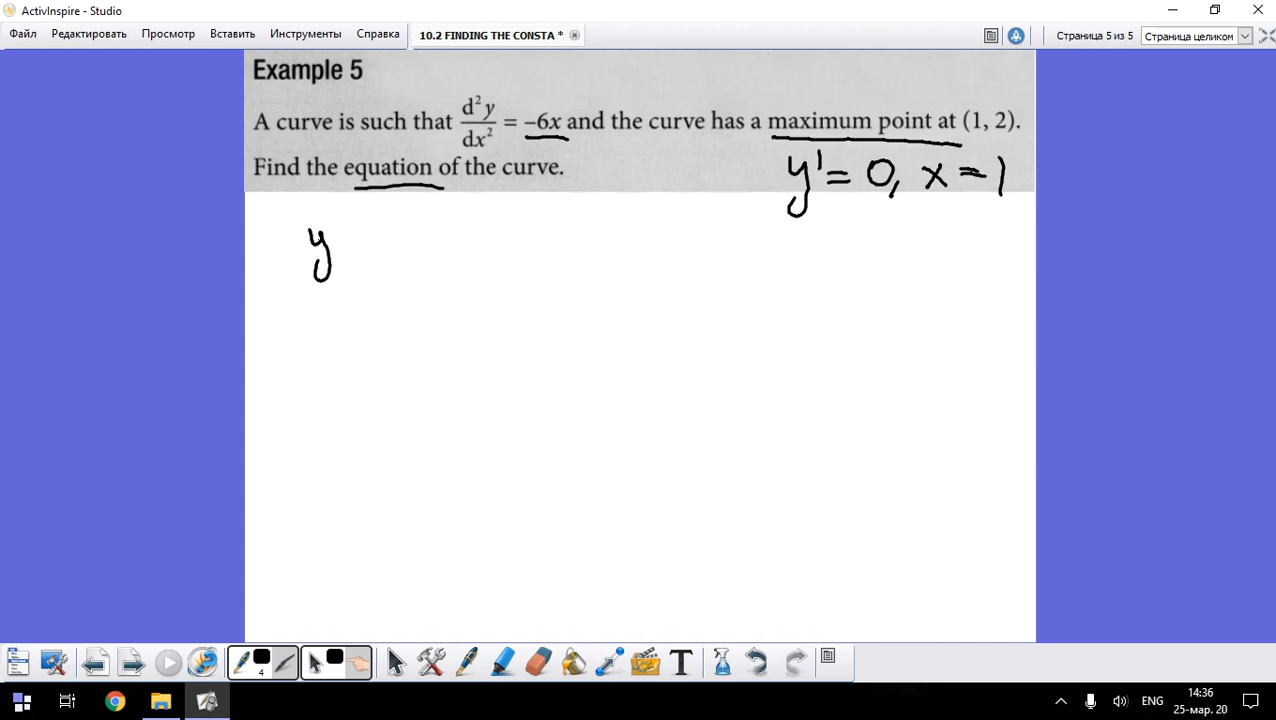 ActivInspire - Studio
Файл Редактировать Просмотр Вставить Инструменты Справка 10.2 FINDING THE CONSTA * Страница 5 из 5 Страница целиком
Example 5
A curve is such that d²y/dx² = –6x and the curve has a maximum point at (1, 2).
Find the equation of the curve.
y' = 0, x = 1
y
4
ENG
14:36
25-мар. 20